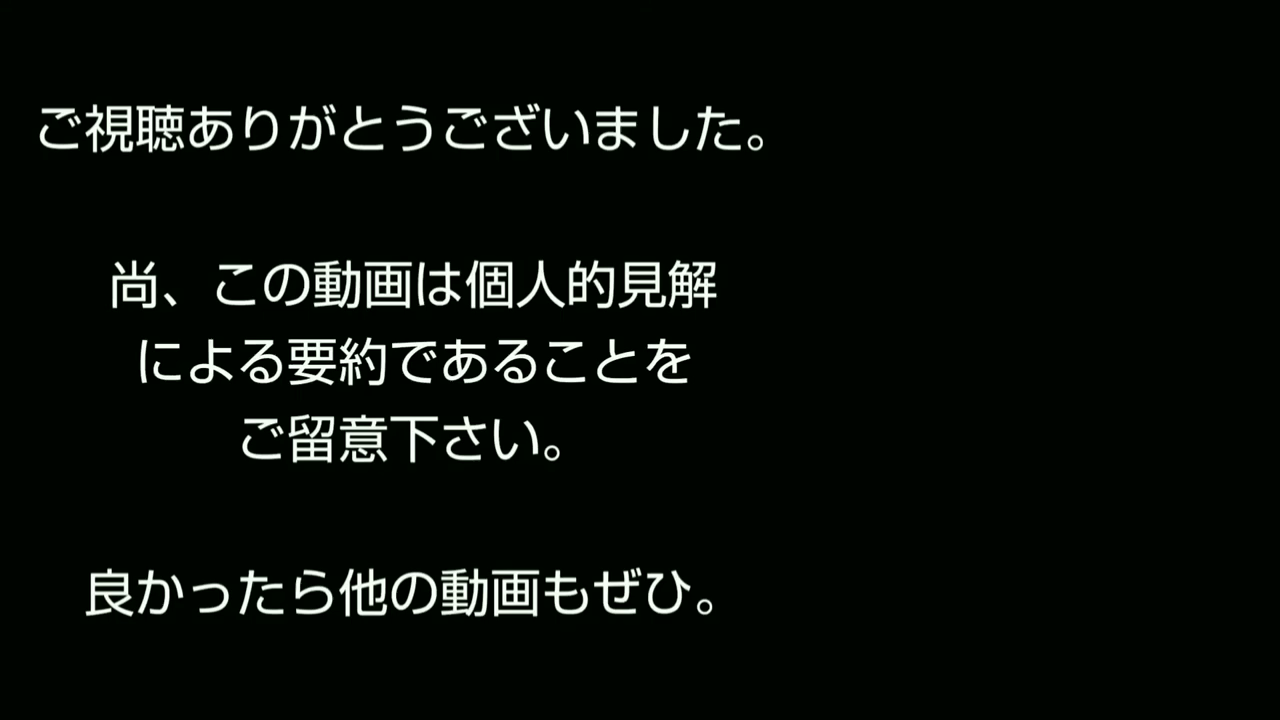 ご視聴ありがとうございました。
尚、この動画は個人的見解
による要約であることを
ご留意下さい。
良かったら他の動画もぜひ。